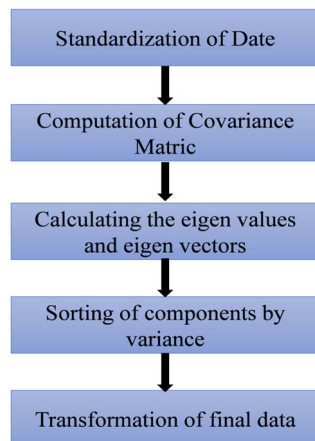 Standardization of Date
Computation of Covariance
Matric
Calculating the eigen values
and eigen vectors
Sorting of components by
variance
Transformation of final data